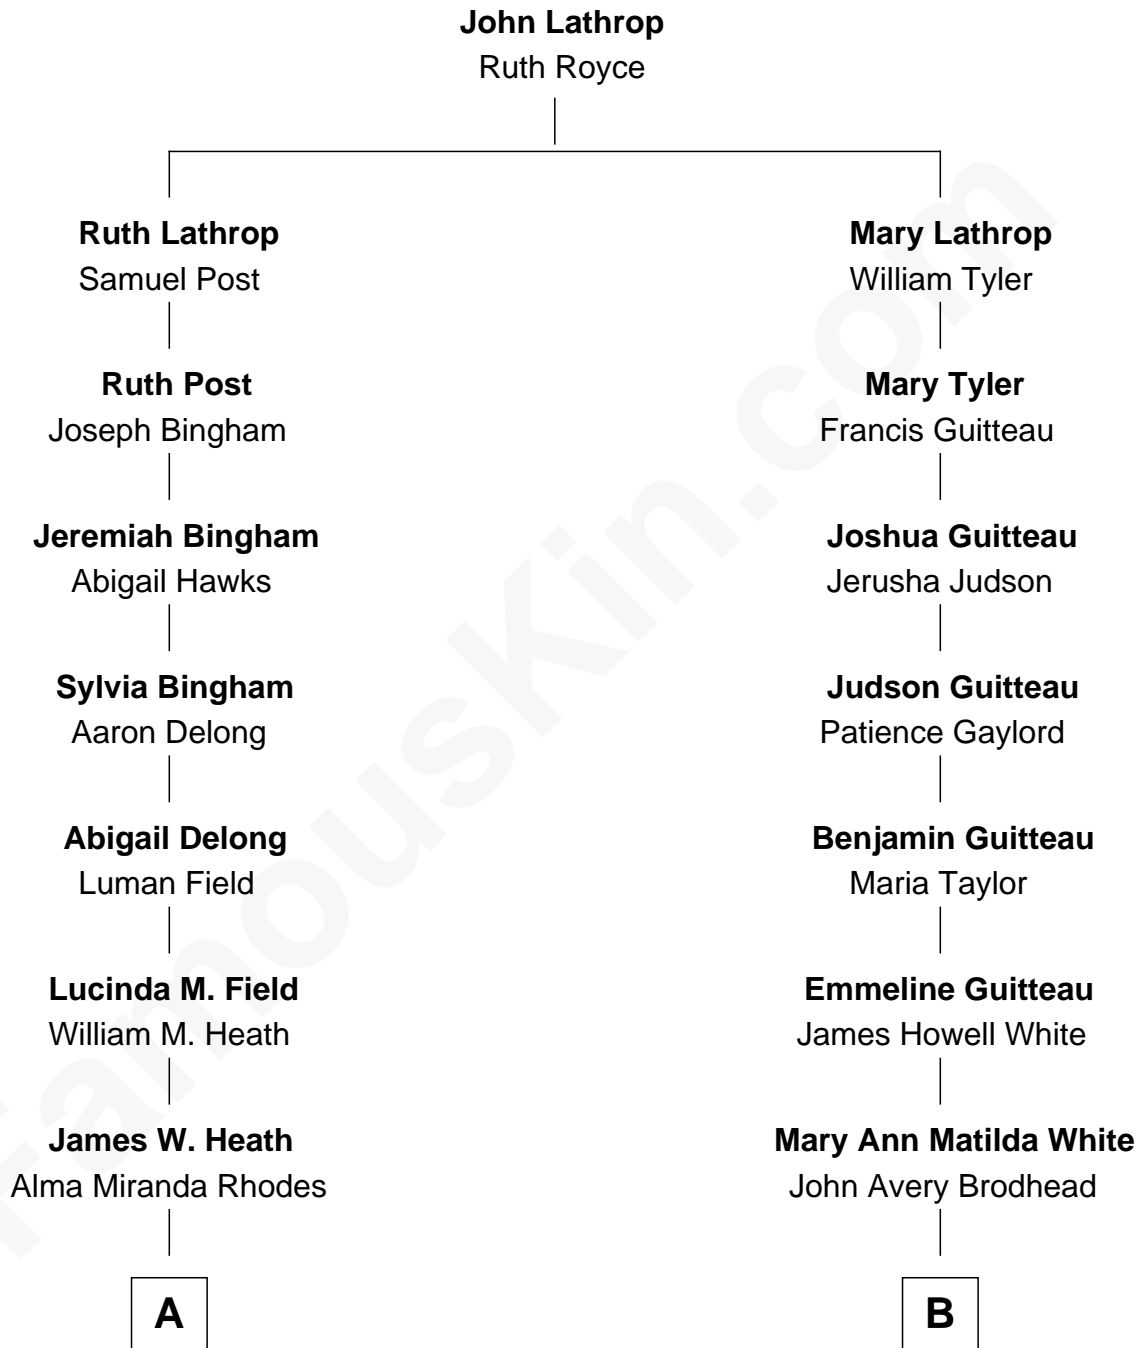 John Lathrop
Ruth Royce
Ruth Lathrop
Samuel Post
Mary Lathrop
William Tyler
Ruth Post
Joseph Bingham
Mary Tyler
Francis Guitteau
Jeremiah Bingham
Abigail Hawks
Joshua Guitteau
Jerusha Judson
Sylvia Bingham
Aaron Delong
Judson Guitteau
Patience Gaylord
Abigail Delong
Luman Field
Benjamin Guitteau
Maria Taylor
Lucinda M. Field
William M. Heath
Emmeline Guitteau
James Howell White
James W. Heath
Alma Miranda Rhodes
Mary Ann Matilda White
John Avery Brodhead
A
B
FamousKin.com